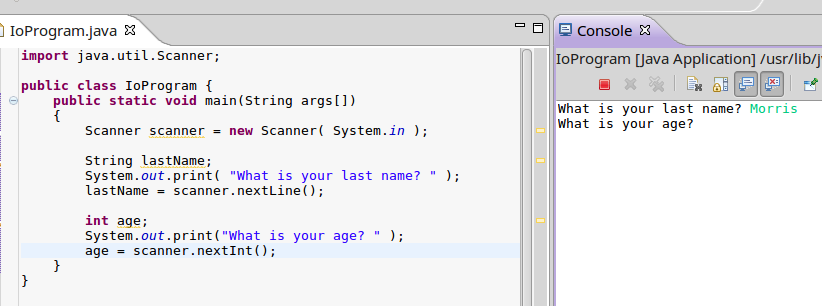 IoProgram.java
import java.util.Scanner;
public class IoProgram {
public static void main(String args[])
{
Scanner scanner = new Scanner( System.in );
String lastName;
System.out.print( "What is your last name? " );
lastName = scanner.nextLine();
int age;
System.out.print("What is your age? " );
age = scanner.nextInt();
}
}
Console
IoProgram [Java Application] /usr/lib/j
What is your last name? Morris
What is your age?